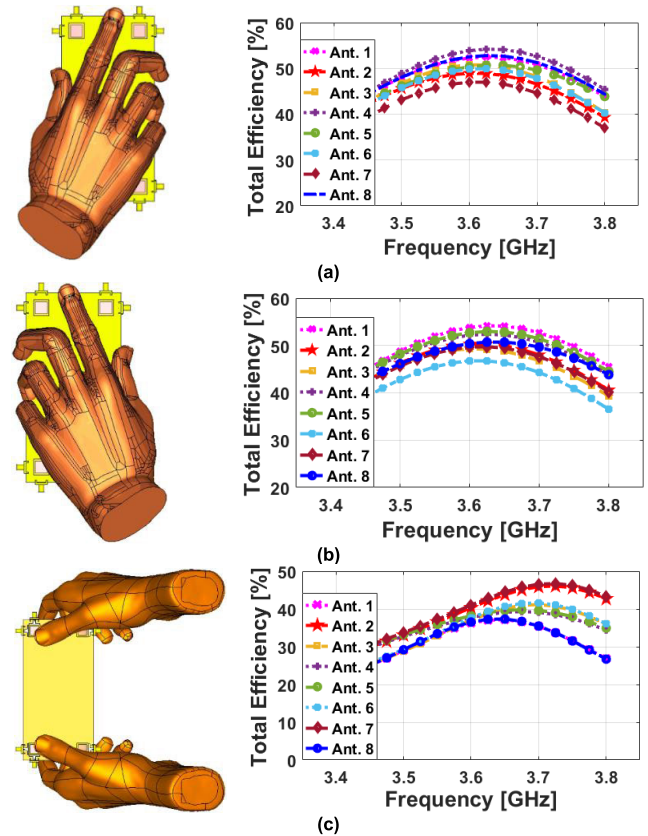 Total Efficiency [%]
60
50
40
30
20
Ant. 1
Ant. 2
Ant. 3
Ant. 4
Ant. 5
Ant. 6
Ant. 7
Ant. 8
3.4 3.5 3.6 3.7 3.8
Frequency [GHz]
(a)
Total Efficiency [%]
60
50
40
30
20
Ant. 1
Ant. 2
Ant. 3
Ant. 4
Ant. 5
Ant. 6
Ant. 7
Ant. 8
3.4 3.5 3.6 3.7 3.8
Frequency [GHz]
(b)
Total Efficiency [%]
50
40
30
20
10
0
Ant. 1
Ant. 2
Ant. 3
Ant. 4
Ant. 5
Ant. 6
Ant. 7
Ant. 8
3.4 3.5 3.6 3.7 3.8
Frequency [GHz]
(c)